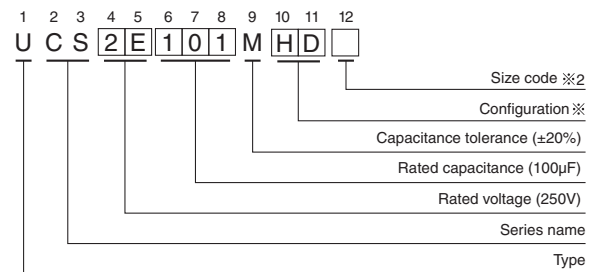 1 2 3 4 5 6 7 8 9 10 11 12
U C S 2 E 1 0 1 M H D
Size code ※2
Configuration ※
Capacitance tolerance (±20%)
Rated capacitance (100µF)
Rated voltage (250V)
Series name
Type